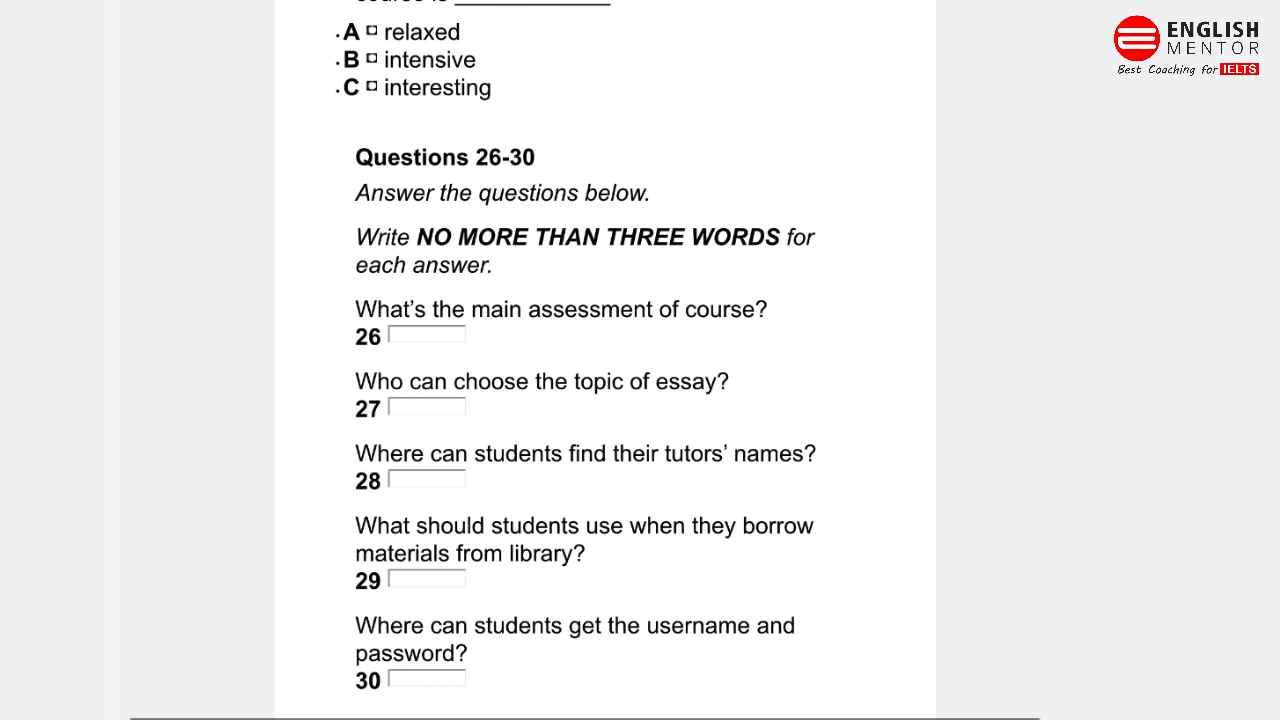 course is ____________
. A relaxed
. B intensive
. C interesting
ENGLISH
MENTOR
Best Coaching for IELTS
Questions 26-30
Answer the questions below.
Write NO MORE THAN THREE WORDS for
each answer.
What’s the main assessment of course?
26
Who can choose the topic of essay?
27
Where can students find their tutors’ names?
28
What should students use when they borrow
materials from library?
29
Where can students get the username and
password?
30